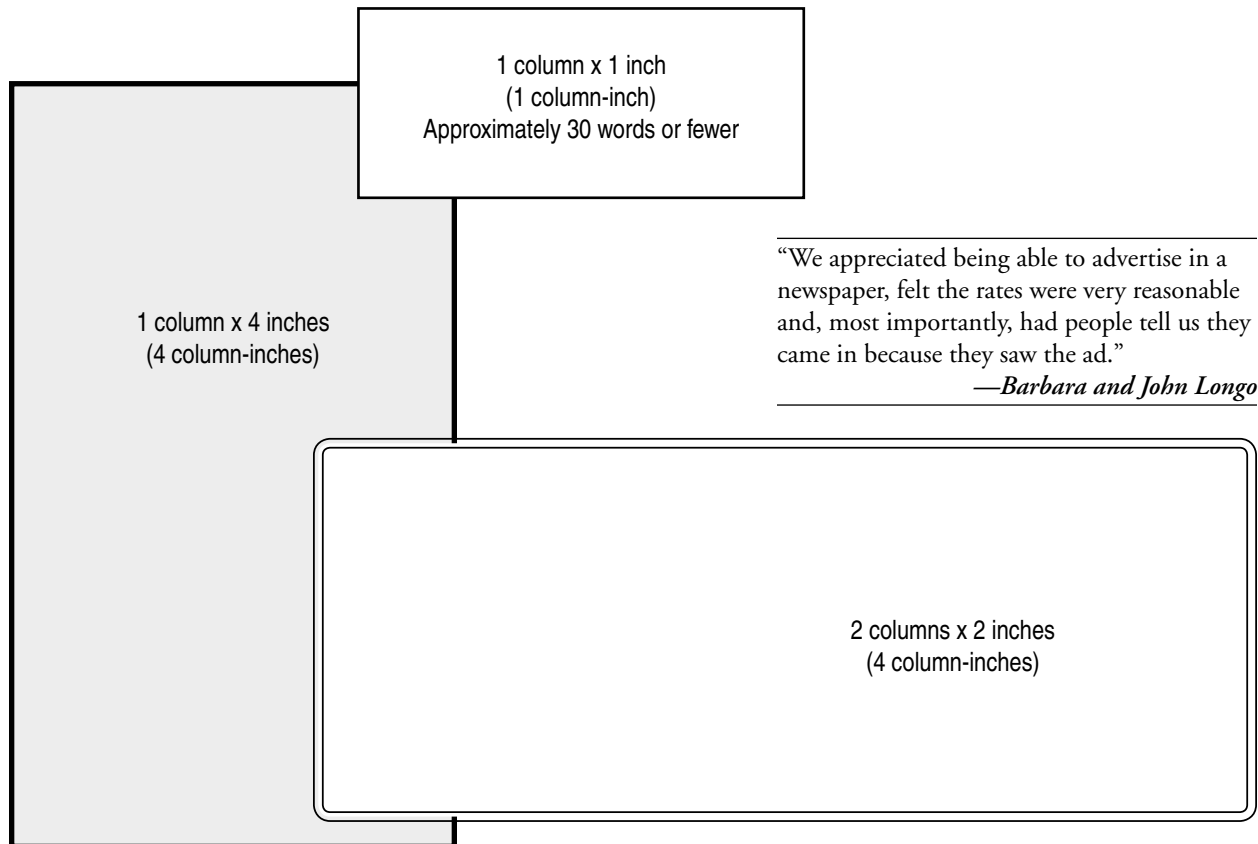 1 column x 1 inch
(1 column-inch)
Approximately 30 words or fewer
1 column x 4 inches
(4 column-inches)
“We appreciated being able to advertise in a
newspaper, felt the rates were very reasonable
and, most importantly, had people tell us they
came in because they saw the ad.”
—Barbara and John Longo
2 columns x 2 inches
(4 column-inches)